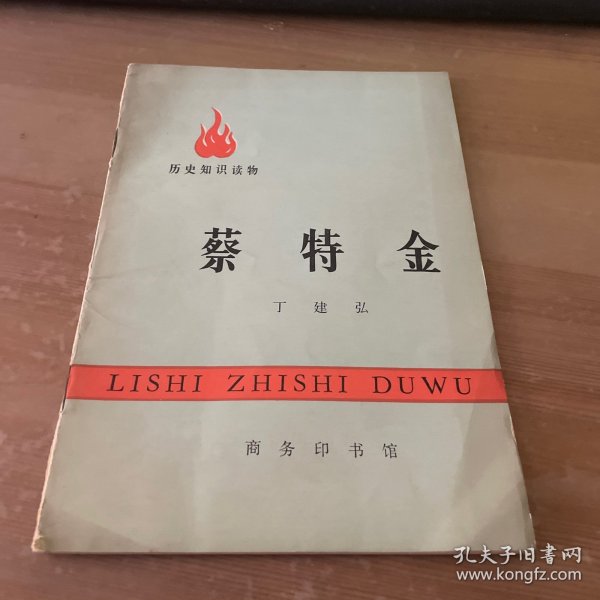 历史知识读物
蔡特金
丁建弘
LISHI ZHISHI DUWU
商务印书馆
孔夫子旧书网
www.kongfz.com